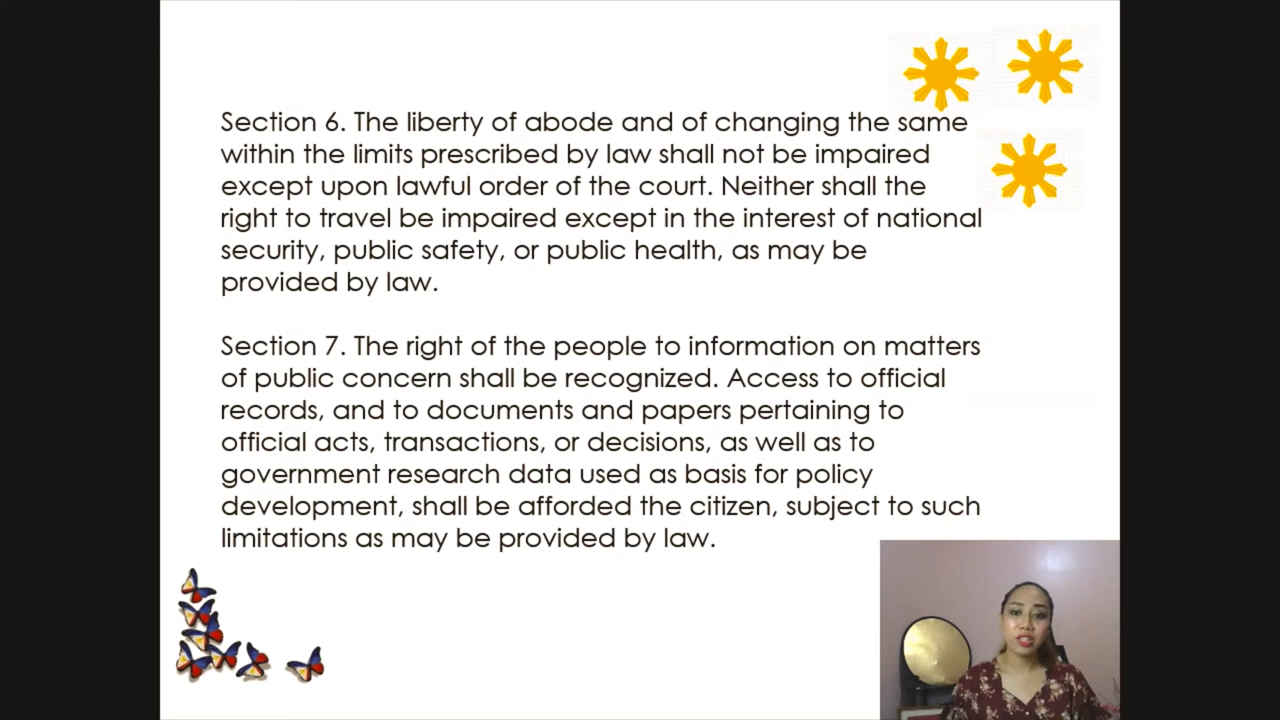 Section 6. The liberty of abode and of changing the same
within the limits prescribed by law shall not be impaired
except upon lawful order of the court. Neither shall the
right to travel be impaired except in the interest of national
security, public safety, or public health, as may be
provided by law.
Section 7. The right of the people to information on matters
of public concern shall be recognized. Access to official
records, and to documents and papers pertaining to
official acts, transactions, or decisions, as well as to
government research data used as basis for policy
development, shall be afforded the citizen, subject to such
limitations as may be provided by law.